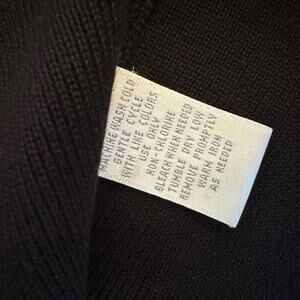 MACHINE WASH COLD
GENTLE CYCLE
WITH LIKE COLORS
USE ONLY
NON-CHLORINE
BLEACH WHEN NEEDED
TUMBLE DRY LOW
REMOVE PROMPTLY
WARM IRON
AS NEEDED